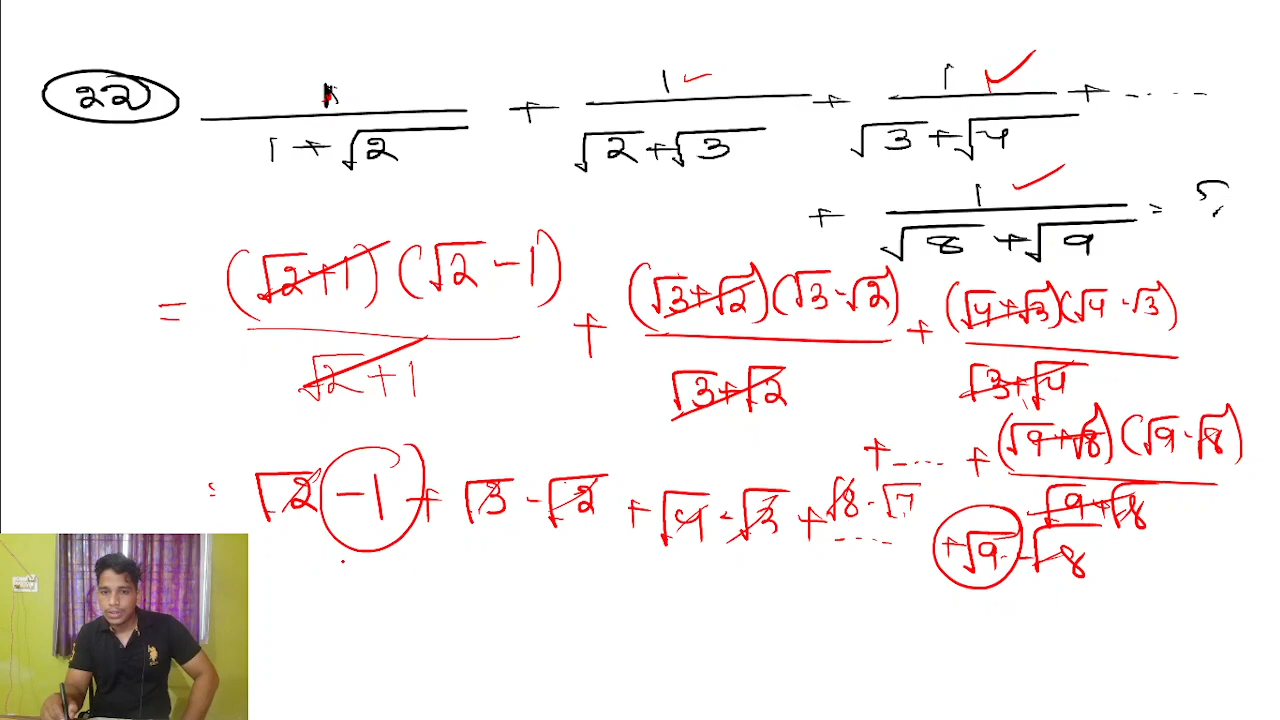 22 1/(1+√2) + 1/(√2+√3) + 1/(√3+√4) + ......
+ 1/(√8+√9) = ?
= (√2+1)(√2-1)/(√2+1) + (√3+√2)(√3-√2)/(√3+√2) + (√4+√3)(√4-√3)/(√3+√4)
+ .... + (√9+√8)(√9-√8)/(√9+√8)
= √2 -1 + √3 - √2 + √4 - √3 + √8 - √7 ..... +√9 - √8